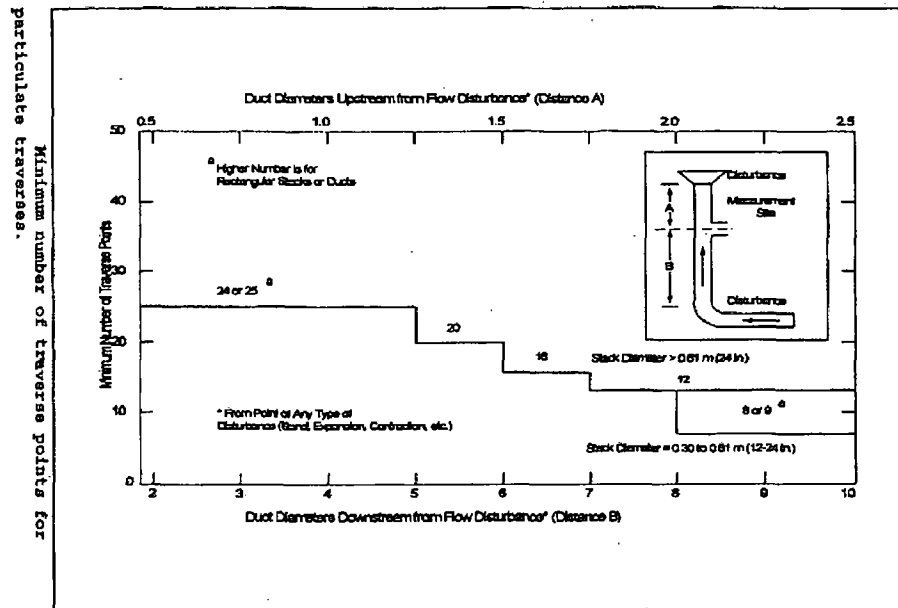 Minimum number of traverse points for
particulate traverses.
Duct Diameters Upstream from Flow Disturbance* (Distance A)
0.5 1.0 1.5 2.0 2.5
50
40
30
20
10
0
Minimum Number of Traverse Points
a Higher Number is for
Rectangular Stacks or Ducts
24 or 25 a
20
16
Stack Diameter > 0.61 m (24 in.)
12
8 or 9 a
Stack Diameter = 0.30 to 0.61 m (12-24 in.)
* From Point of Any Type of
Disturbance (Bend, Expansion, Contraction, etc.)
Disturbance
A
Measurement
Site
B
Disturbance
2 3 4 5 6 7 8 9 10
Duct Diameters Downstream from Flow Disturbance* (Distance B)